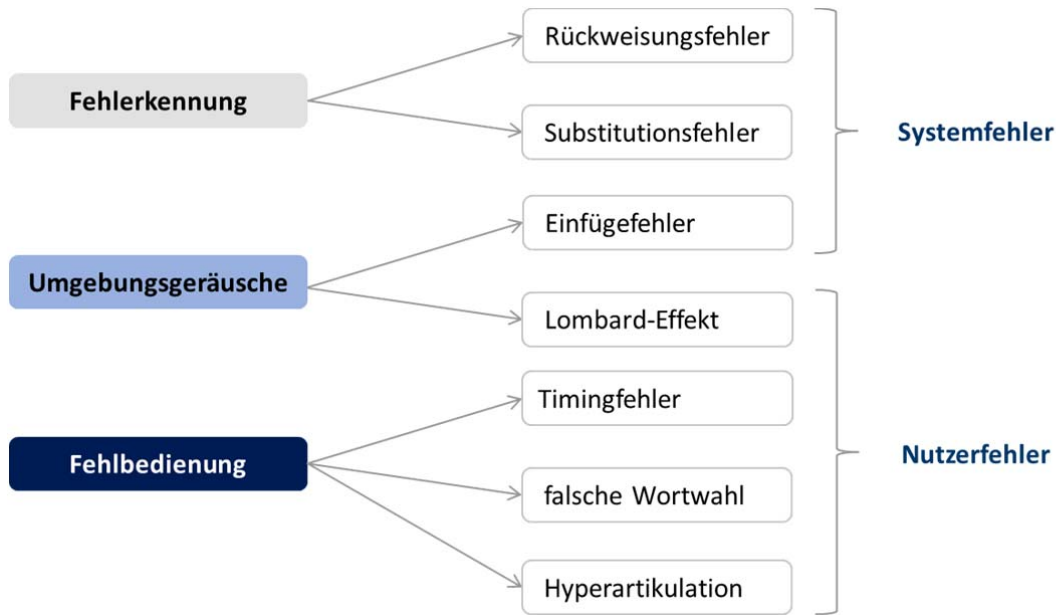 Rückweisungsfehler
Fehlerkennung
Substitutionsfehler
Systemfehler
Einfügefehler
Umgebungsgeräusche
Lombard-Effekt
Timingfehler
Fehlbedienung
Nutzerfehler
falsche Wortwahl
Hyperartikulation